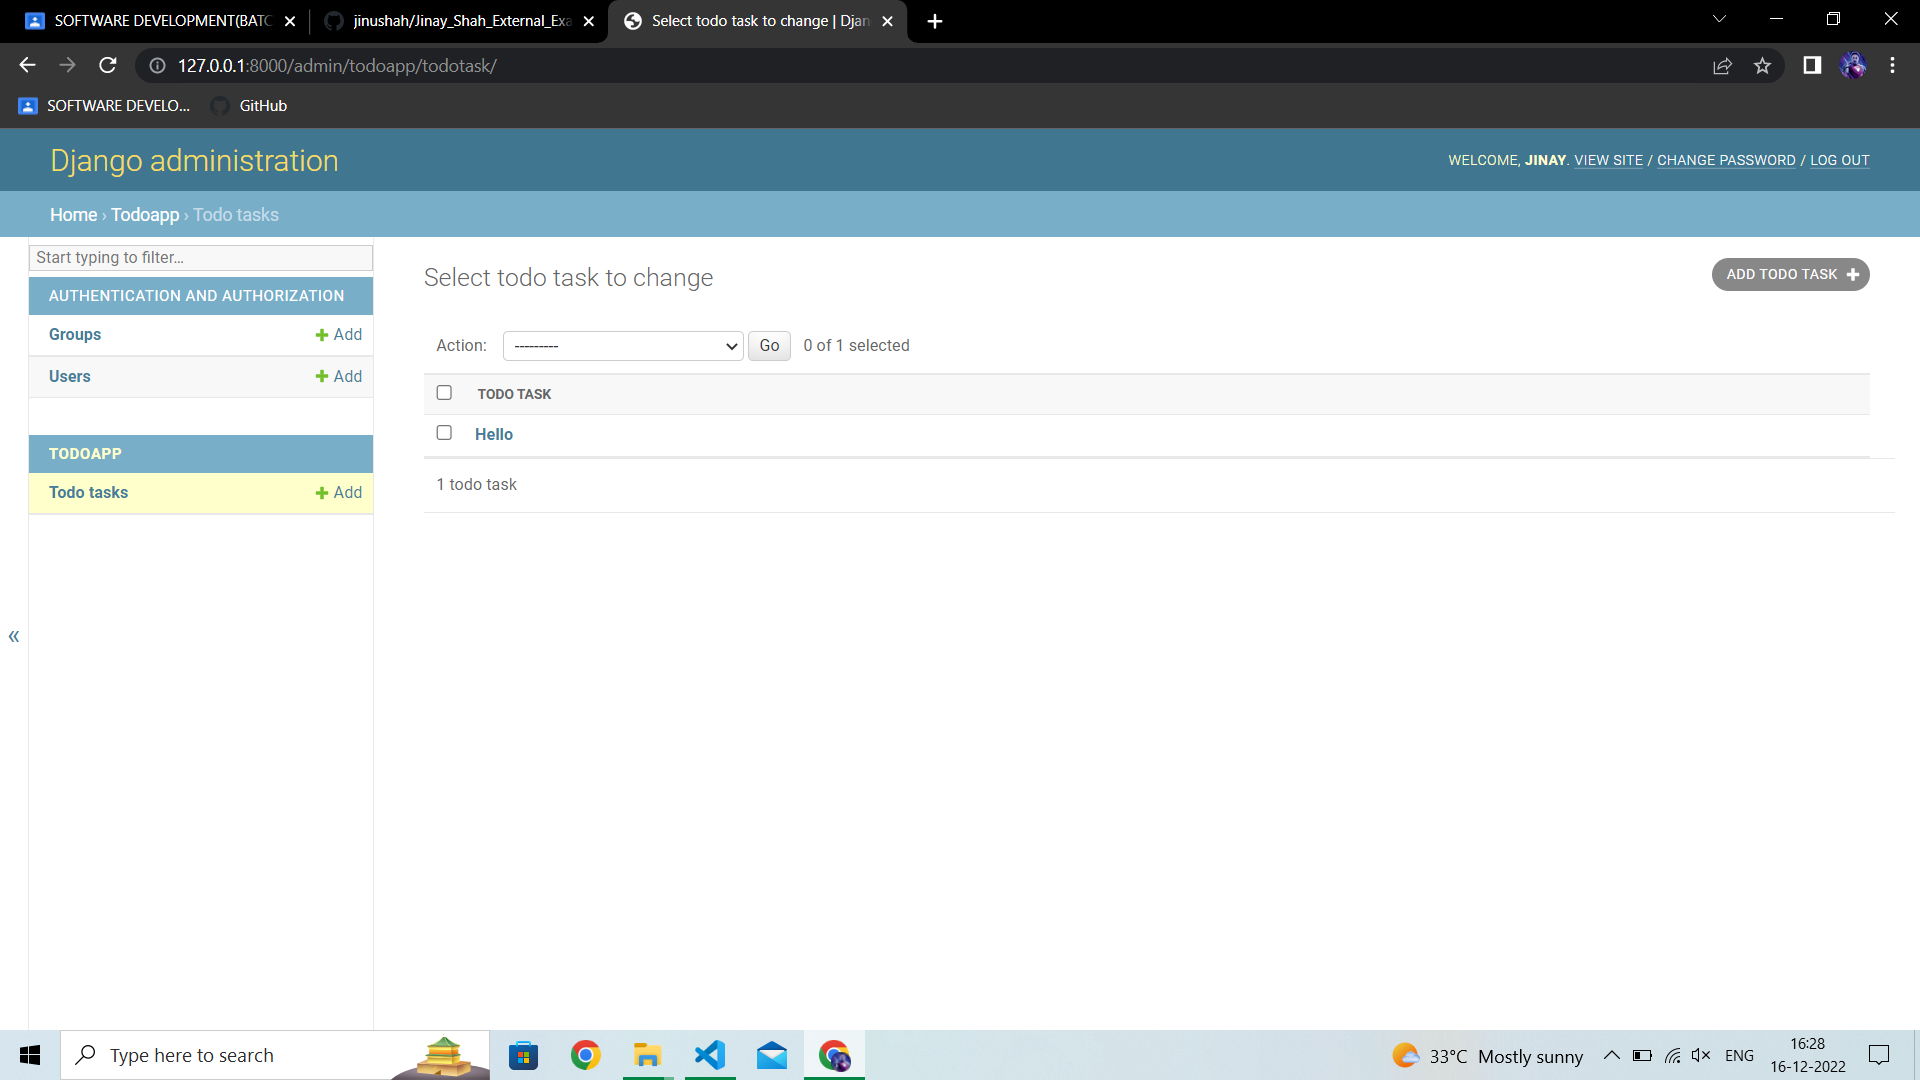 SOFTWARE DEVELOPMENT(BATC
jinushah/Jinay_Shah_External_Exa
Select todo task to change | Djan
127.0.0.1:8000/admin/todoapp/todotask/
SOFTWARE DEVELO...
GitHub
Django administration
WELCOME, JINAY. VIEW SITE / CHANGE PASSWORD / LOG OUT
Home › Todoapp › Todo tasks
Start typing to filter...
AUTHENTICATION AND AUTHORIZATION
Groups
Add
Users
Add
TODOAPP
Todo tasks
Add
«
Select todo task to change
ADD TODO TASK
Action:
---------
Go
0 of 1 selected
TODO TASK
Hello
1 todo task
Type here to search
33°C Mostly sunny
ENG
16:28
16-12-2022